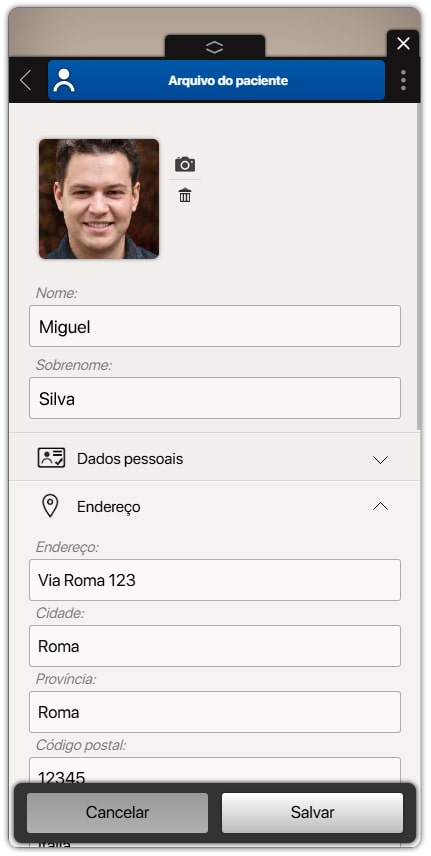 Arquivo do paciente
Nome:
Miguel
Sobrenome:
Silva
Dados pessoais
Endereço
Endereço:
Via Roma 123
Cidade:
Roma
Província:
Roma
Código postal:
12345
Cancelar
Salvar
Italia